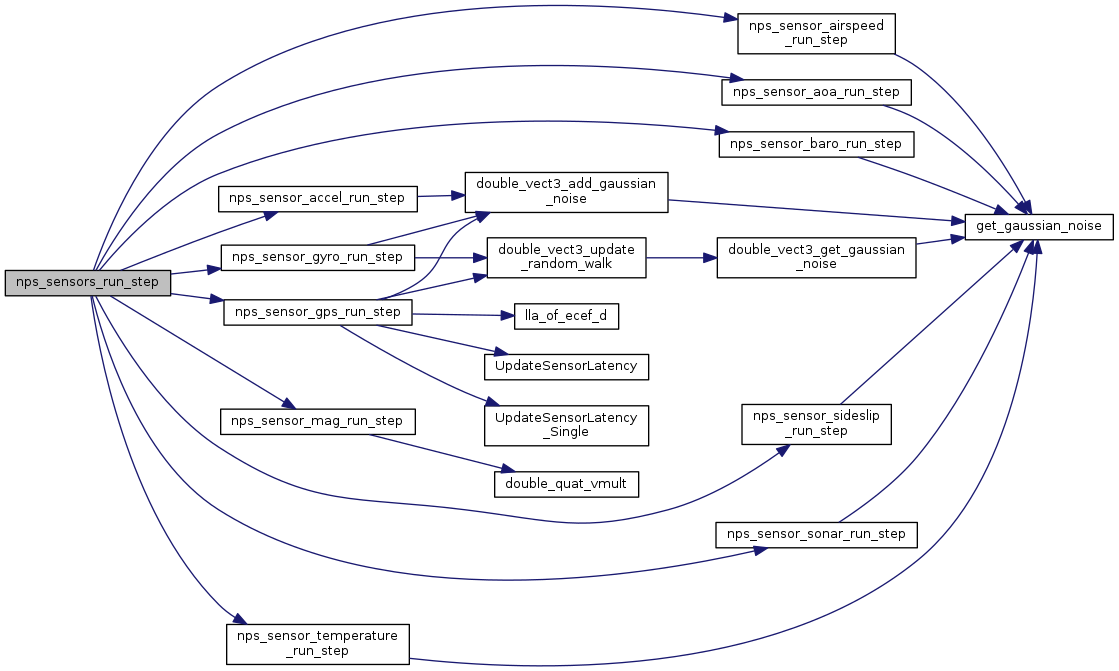 nps_sensor_airspeed
_run_step
nps_sensor_aoa_run_step
nps_sensor_baro_run_step
nps_sensor_accel_run_step
double_vect3_add_gaussian
_noise
get_gaussian_noise
nps_sensor_gyro_run_step
double_vect3_update
_random_walk
double_vect3_get_gaussian
_noise
nps_sensors_run_step
nps_sensor_gps_run_step
lla_of_ecef_d
UpdateSensorLatency
UpdateSensorLatency
_Single
nps_sensor_mag_run_step
nps_sensor_sideslip
_run_step
double_quat_vmult
nps_sensor_sonar_run_step
nps_sensor_temperature
_run_step